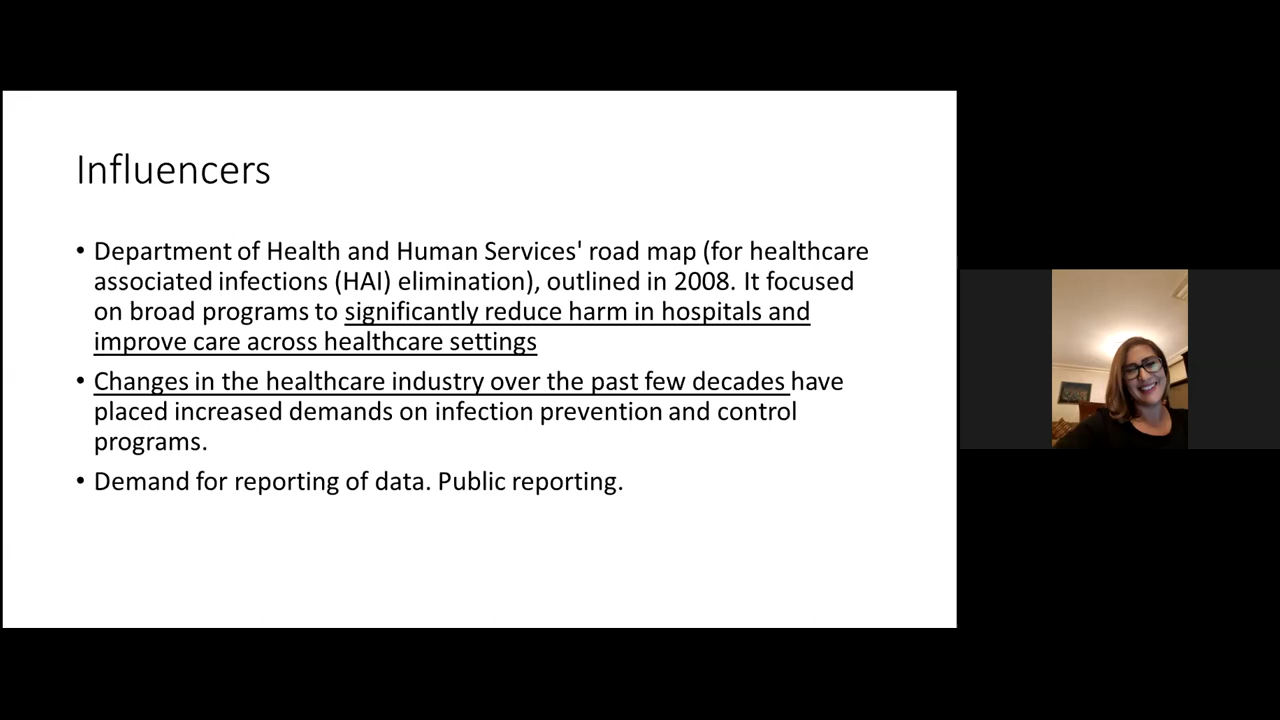 Influencers
• Department of Health and Human Services' road map (for healthcare
associated infections (HAI) elimination), outlined in 2008. It focused
on broad programs to significantly reduce harm in hospitals and
improve care across healthcare settings
• Changes in the healthcare industry over the past few decades have
placed increased demands on infection prevention and control
programs.
• Demand for reporting of data. Public reporting.